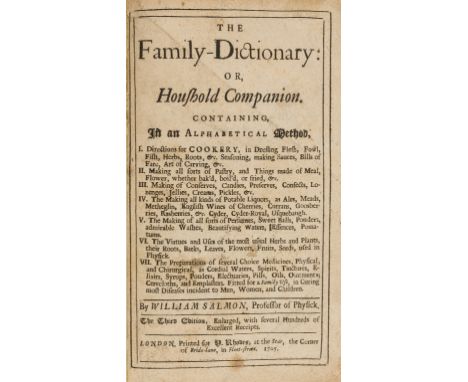 THE
Family-Dictionary:
OR,
Houſhold Companion.
CONTAINING,
In an ALPHABETICAL Method,
I. Directions for COOKERY, in Dreſſing Fleſh, Fowl,
Fiſh, Herbs, Roots, &c. Seaſoning, making Sauces, Bills of
Fare, Art of Carving, &c.
II. Making all ſorts of Paſtry, and Things made of Meal,
Flower, whether bak'd, boil'd, or fried, &c.
III. Making of Conſerves, Candies, Preſerves, Confects, Lo-
zenges, Jellies, Creams, Pickles, &c.
IV. The Making all kinds of Potable Liquors, as Ales, Meads,
Metheglin, Engliſh Wines of Cherries, Currans, Gooſber-
ries, Rasberries, &c. Cyder, Cyder-Royal, Usquebaugh.
V. The Making of all ſorts of Perfumes, Sweet Balls, Pouders,
admirable Waſhes, Beautifying Waters, Eſſences, Poma-
tums.
VI. The Virtues and Uſes of the moſt uſual Herbs and Plants,
their Roots, Barks, Leaves, Flowers, Fruits, Seeds, uſed in
Phyſick.
VII. The Preparations of ſeveral Choice Medicines, Phyſical,
and Chirurgical, as Cordial Waters, Spirits, Tinctures, E-
lixirs, Syrups, Pouders, Electuaries, Pills, Oils, Ointments,
Cerecloths, and Emplaſters. Fitted for a Family Uſe, in curing
moſt Diſeaſes incident to Men, Women, and Children.
By WILLIAM SALMON, Profeſſor of Phyſick.
The Third Edition, Enlarged, with ſeveral Hundreds of
Excellent Receipts.
LONDON, Printed for H. Rhodes, at the Star, the Corner
of Bride-lane, in Fleet-ſtreet. 1705.